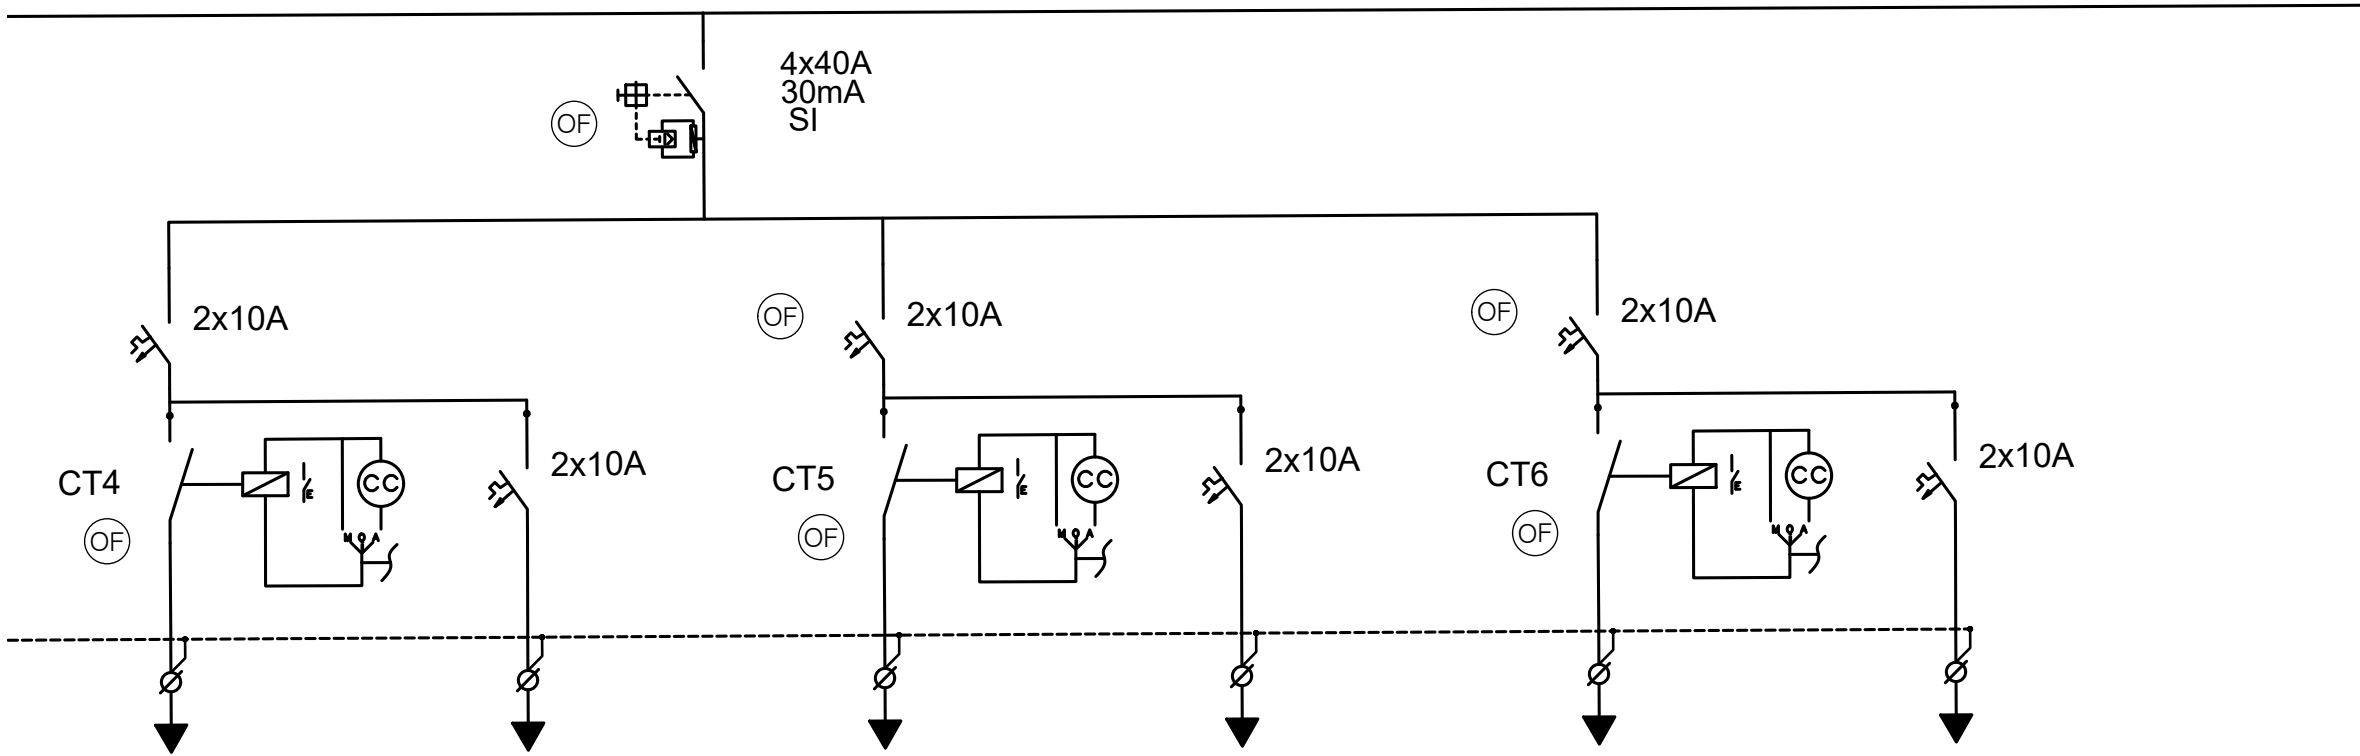 4x40A
30mA
SI
OF
2x10A
OF
2x10A
OF
2x10A
CT4
OF
I/E
CC
M O A
2x10A
CT5
OF
I/E
CC
M O A
2x10A
CT6
OF
I/E
CC
M O A
2x10A